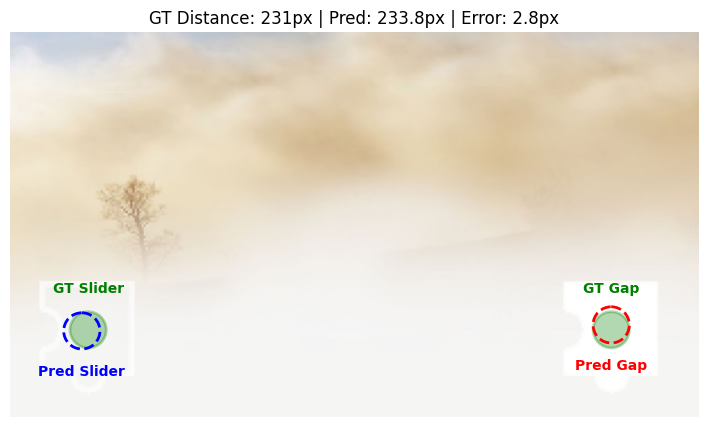 GT Distance: 231px | Pred: 233.8px | Error: 2.8px
GT Slider
GT Gap
Pred Slider
Pred Gap